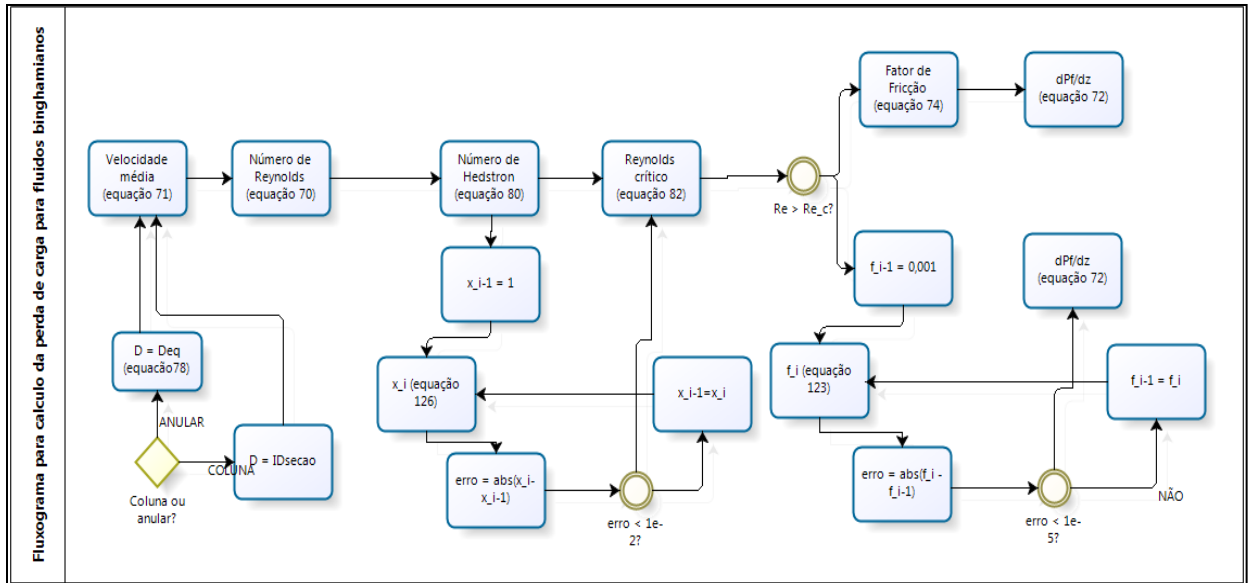 Fluxograma para calculo da perda de carga para fluidos binghamianos
Velocidade
média
(equação 71)
Número de
Reynolds
(equação 70)
Número de
Hedstron
(equação 80)
Reynolds
crítico
(equação 82)
Re > Re_c?
Fator de
Fricção
(equação 74)
dPf/dz
(equação 72)
x_i-1 = 1
f_i-1 = 0,001
dPf/dz
(equação 72)
D = Deq
(equacão78)
x_i (equação
126)
x_i-1=x_i
f_i (equação
123)
f_i-1 = f_i
ANULAR
COLUNA
D = IDsecao
Coluna ou
anular?
erro = abs(x_i-
x_i-1)
erro < 1e-
2?
erro = abs(f_i -
f_i-1)
NÃO
erro < 1e-
5?